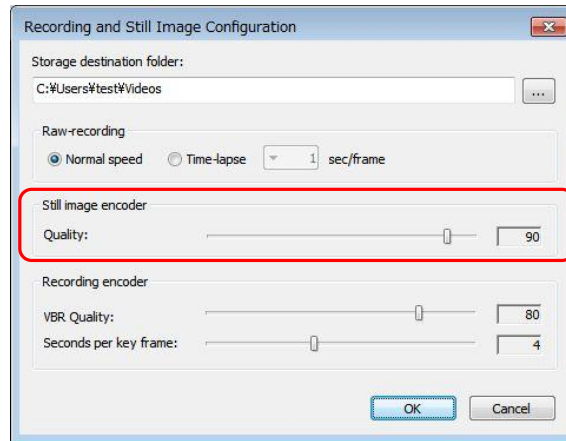 Recording and Still Image Configuration
Storage destination folder:
C:¥Users¥test¥Videos
...
Raw-recording
Normal speed Time-lapse 1 sec/frame
Still image encoder
Quality: 90
Recording encoder
VBR Quality: 80
Seconds per key frame: 4
OK Cancel